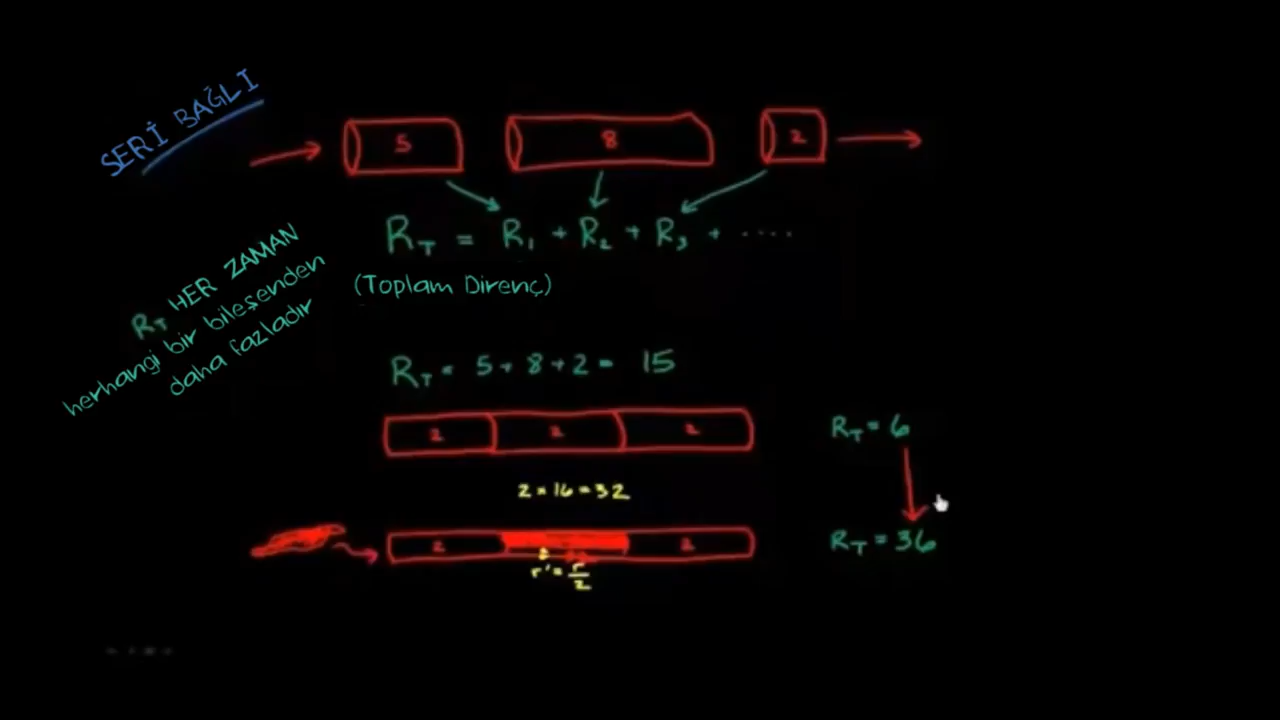 SERİ BAĞLI
5 8 2
R_T = R_1 + R_2 + R_3 + ....
(Toplam Direnç)
R_T HER ZAMAN
herhangi bir bileşenden
daha fazladır
R_T = 5 + 8 + 2 = 15
2 2 2
R_T = 6
2 × 16 = 32
2 2
R_T = 36
r' = r/2